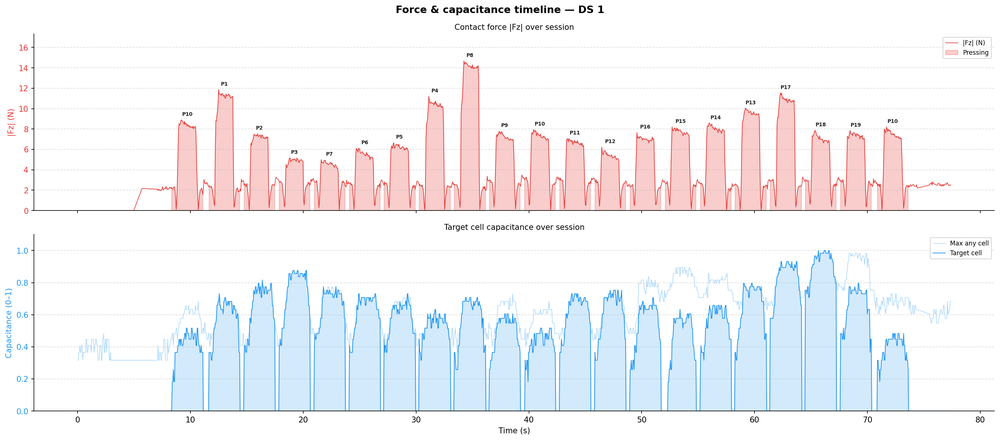 Force & capacitance timeline — DS 1
Contact force |Fz| over session
|Fz| (N)
16
14
12
10
8
6
4
2
0
|Fz| (N)
Pressing
P10
P1
P2
P3
P7
P6
P5
P4
P8
P9
P10
P11
P12
P16
P15
P14
P13
P17
P18
P19
P10
Target cell capacitance over session
Capacitance (0–1)
1.0
0.8
0.6
0.4
0.2
0.0
Max any cell
Target cell
0
10
20
30
40
50
60
70
80
Time (s)